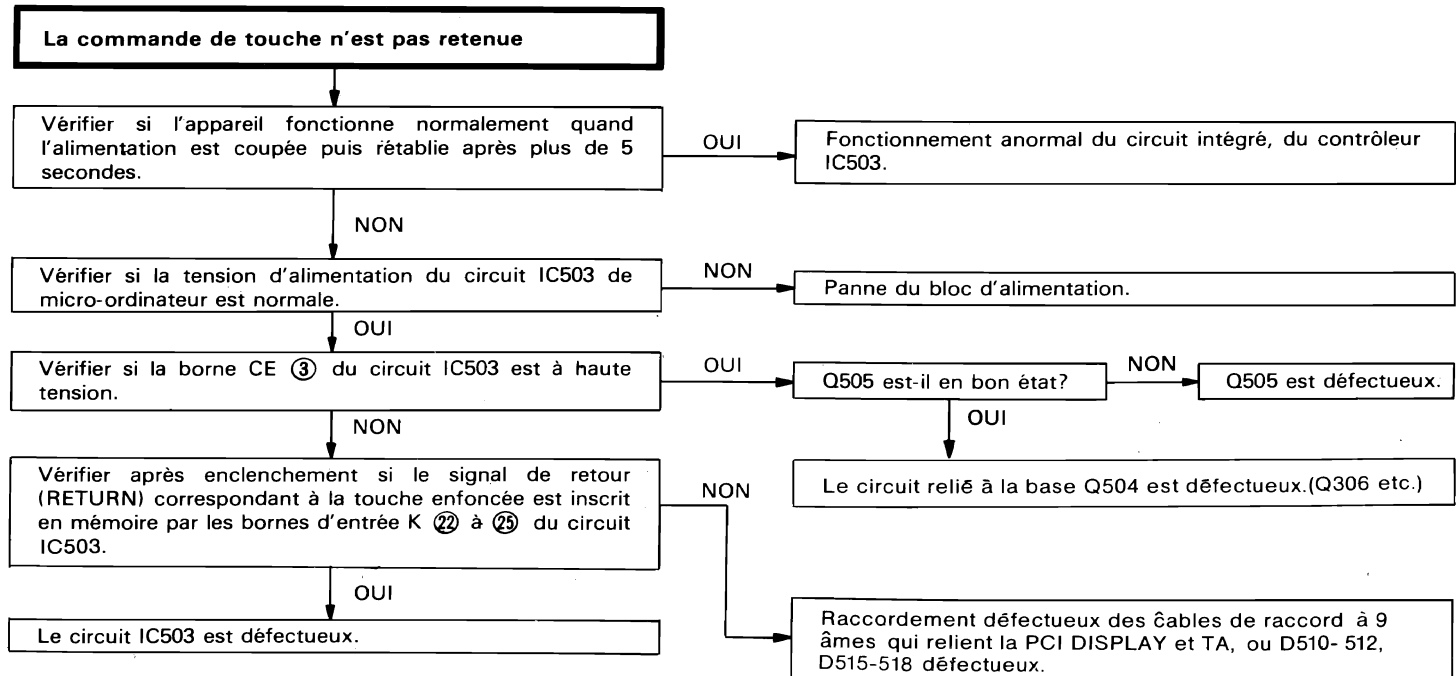 La commande de touche n'est pas retenue
Vérifier si l'appareil fonctionne normalement quand
l'alimentation est coupée puis rétablie après plus de 5
secondes.
OUI
Fonctionnement anormal du circuit intégré, du contrôleur
IC503.
NON
Vérifier si la tension d'alimentation du circuit IC503 de
micro-ordinateur est normale.
NON
Panne du bloc d'alimentation.
OUI
Vérifier si la borne CE ③ du circuit IC503 est à haute
tension.
OUI
Q505 est-il en bon état?
NON
Q505 est défectueux.
NON
OUI
Vérifier après enclenchement si le signal de retour
(RETURN) correspondant à la touche enfoncée est inscrit
en mémoire par les bornes d'entrée K ㉒ à ㉕ du circuit
IC503.
NON
Le circuit relié à la base Q504 est défectueux.(Q306 etc.)
OUI
Le circuit IC503 est défectueux.
Raccordement défectueux des câbles de raccord à 9
âmes qui relient la PCI DISPLAY et TA, ou D510- 512,
D515-518 défectueux.